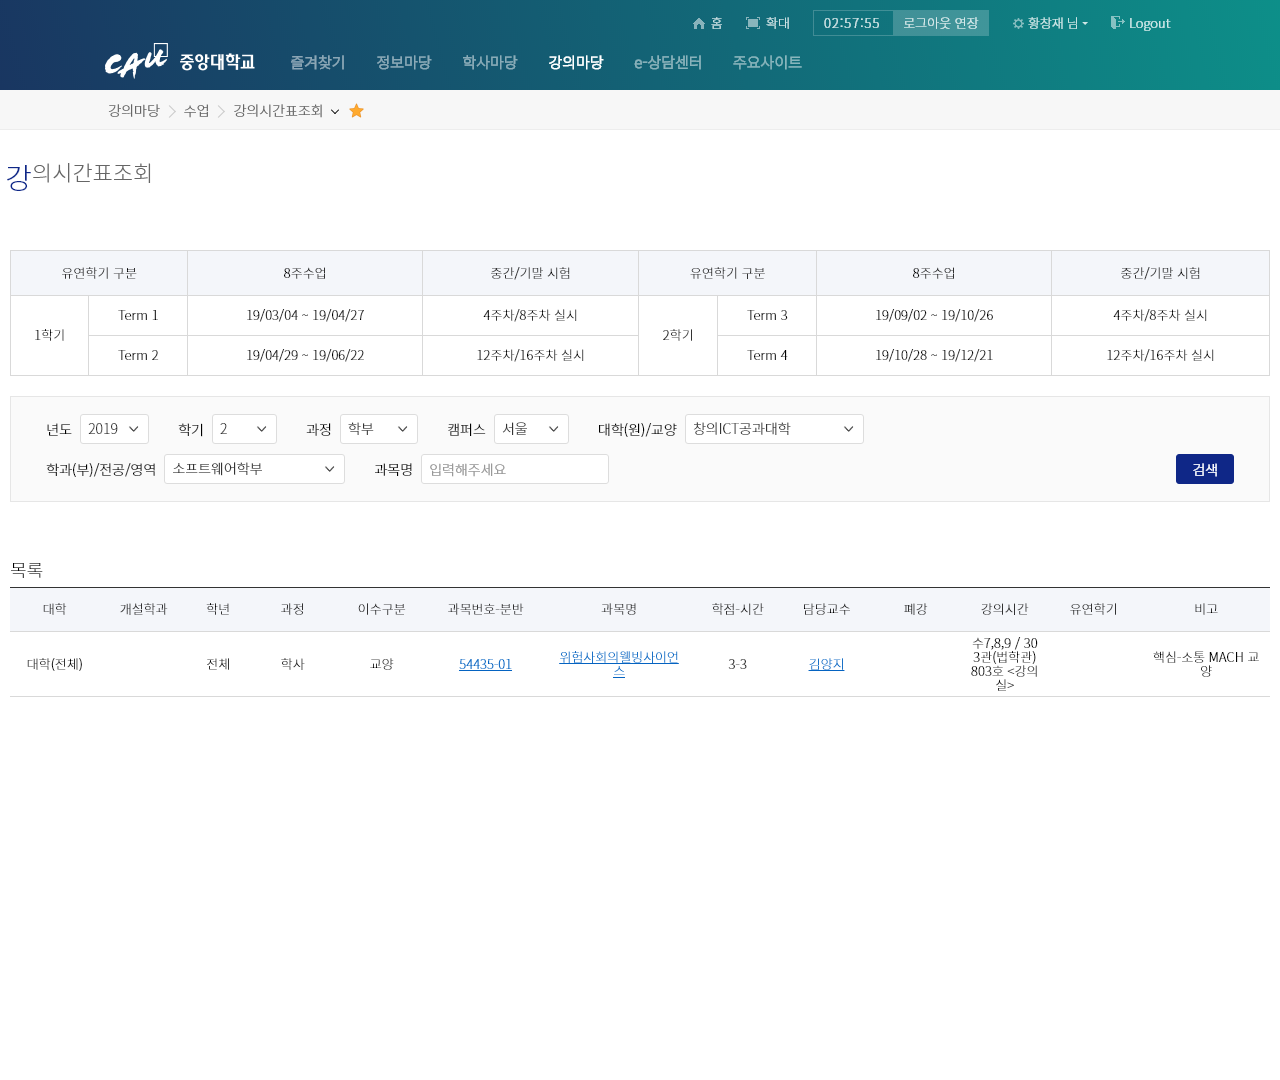 홈 확대 02:57:55 로그아웃 연장 황창재 님 Logout
CAU 중앙대학교 즐겨찾기 정보마당 학사마당 강의마당 e-상담센터 주요사이트
강의마당 수업 강의시간표조회
강의시간표조회
유연학기 구분 8주수업 중간/기말 시험 유연학기 구분 8주수업 중간/기말 시험
1학기 Term 1 19/03/04 ~ 19/04/27 4주차/8주차 실시 2학기 Term 3 19/09/02 ~ 19/10/26 4주차/8주차 실시
Term 2 19/04/29 ~ 19/06/22 12주차/16주차 실시 Term 4 19/10/28 ~ 19/12/21 12주차/16주차 실시
년도 2019 학기 2 과정 학부 캠퍼스 서울 대학(원)/교양 창의ICT공과대학
학과(부)/전공/영역 소프트웨어학부 과목명 입력해주세요 검색
목록
대학 개설학과 학년 과정 이수구분 과목번호-분반 과목명 학점-시간 담당교수 폐강 강의시간 유연학기 비고
대학(전체) 전체 학사 교양 54435-01 위험사회의웰빙사이언
스 3-3 김양지 수7,8,9 / 30
3관(법학관)
803호 <강의
실> 핵심-소통 MACH 교
양